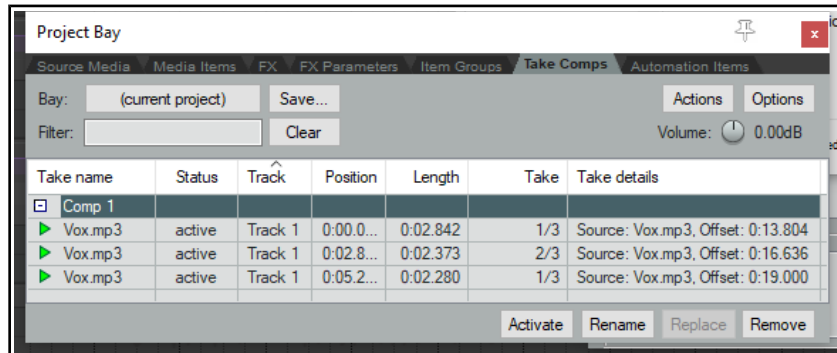 Project Bay
Source Media Media Items FX FX Parameters Item Groups Take Comps Automation Items
Bay: (current project) Save... Actions Options
Filter: Clear Volume: 0.00dB
Take name Status Track Position Length Take Take details
Comp 1
Vox.mp3 active Track 1 0:00.0... 0:02.842 1/3 Source: Vox.mp3, Offset: 0:13.804
Vox.mp3 active Track 1 0:02.8... 0:02.373 2/3 Source: Vox.mp3, Offset: 0:16.636
Vox.mp3 active Track 1 0:05.2... 0:02.280 1/3 Source: Vox.mp3, Offset: 0:19.000
Activate Rename Replace Remove